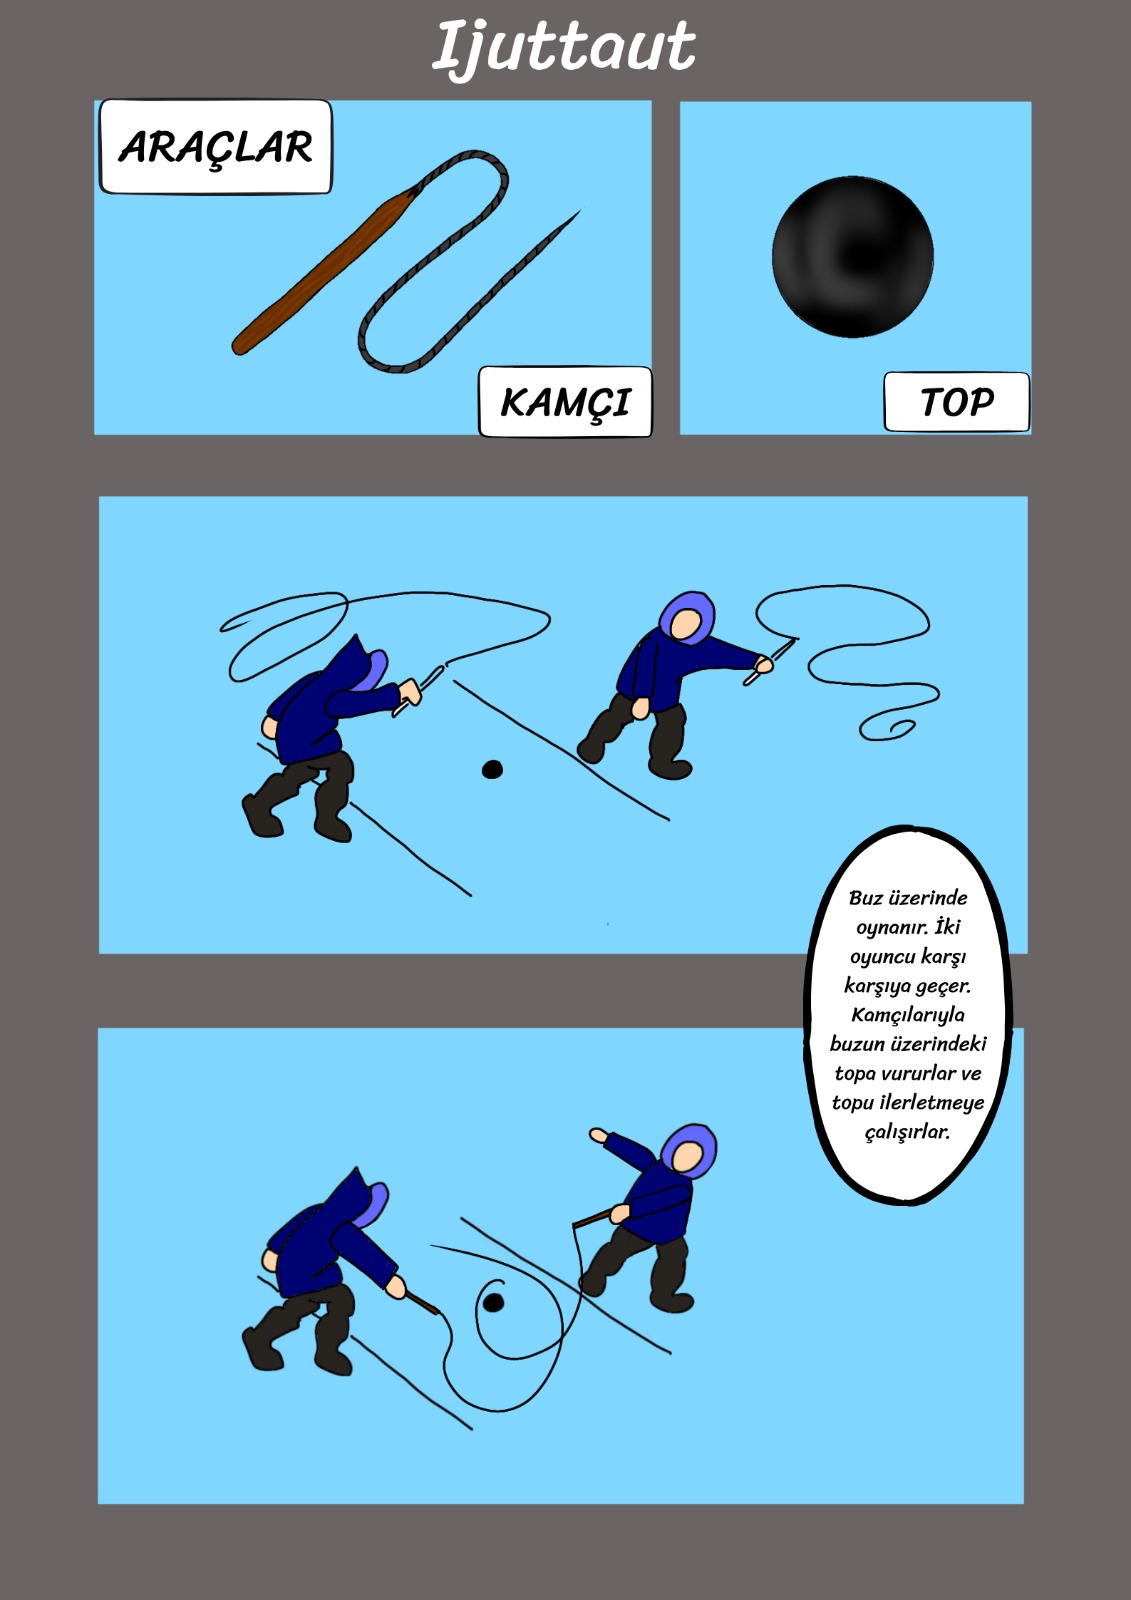 Ijuttaut
ARAÇLAR
KAMÇI
TOP
Buz üzerinde
oynanır. İki
oyuncu karşı
karşıya geçer.
Kamçılarıyla
buzun üzerindeki
topa vururlar ve
topu ilerletmeye
çalışırlar.